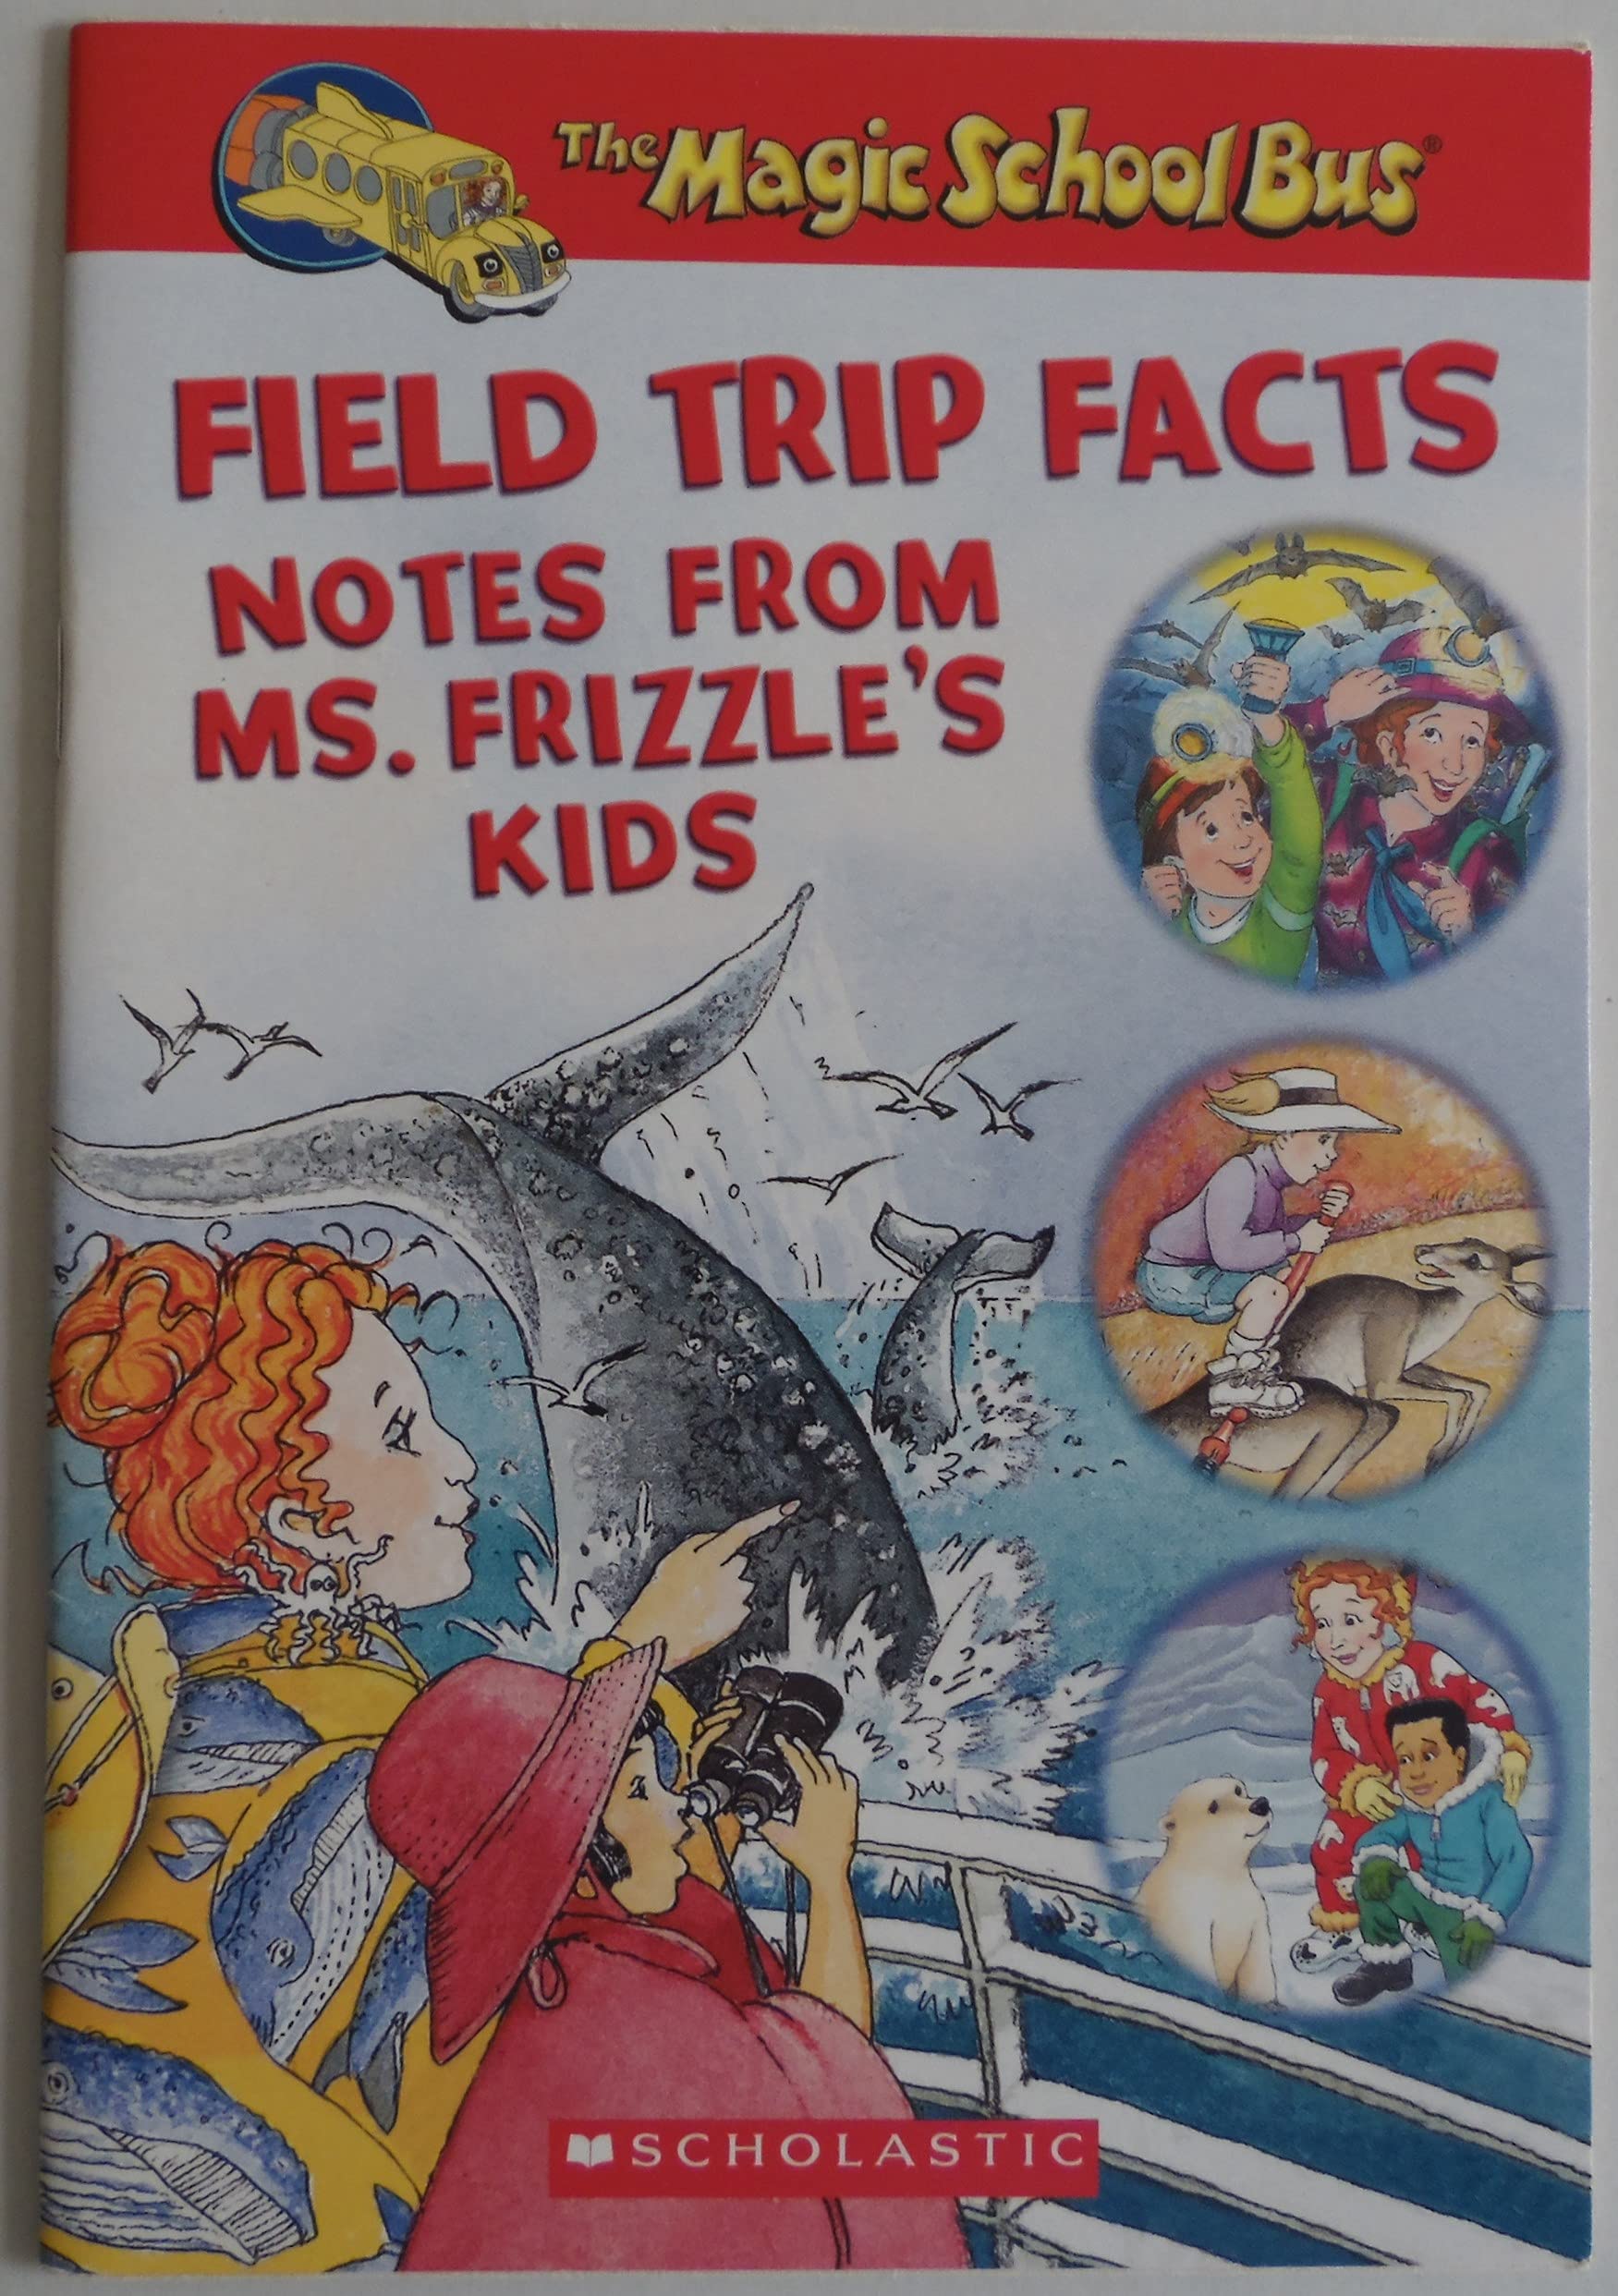 The Magic School Bus®
FIELD TRIP FACTS
NOTES FROM
MS. FRIZZLE'S
KIDS
SCHOLASTIC